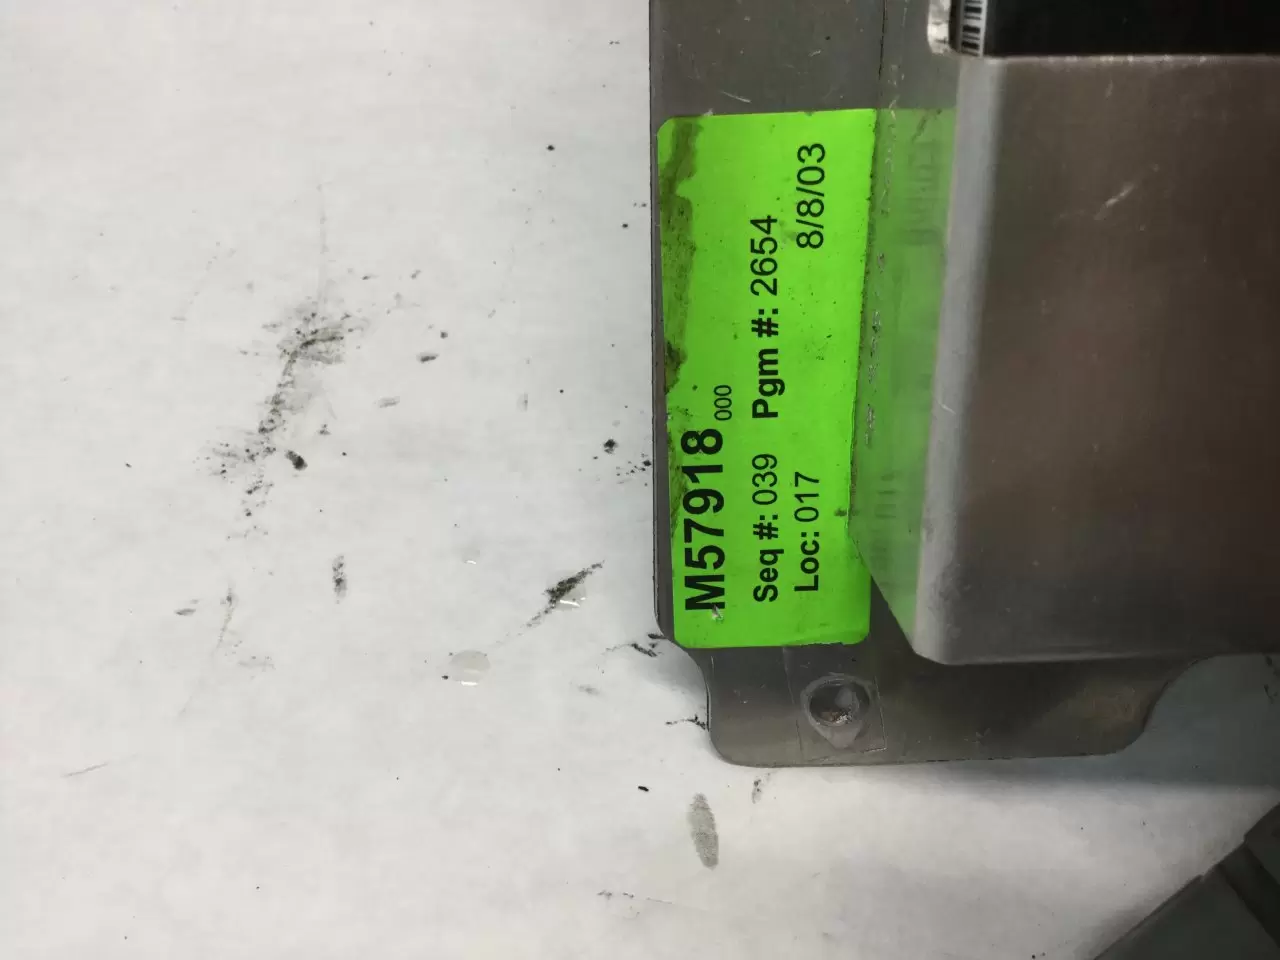 M57918 000
Seq #: 039 Pgm #: 2654
Loc: 017 8/8/03